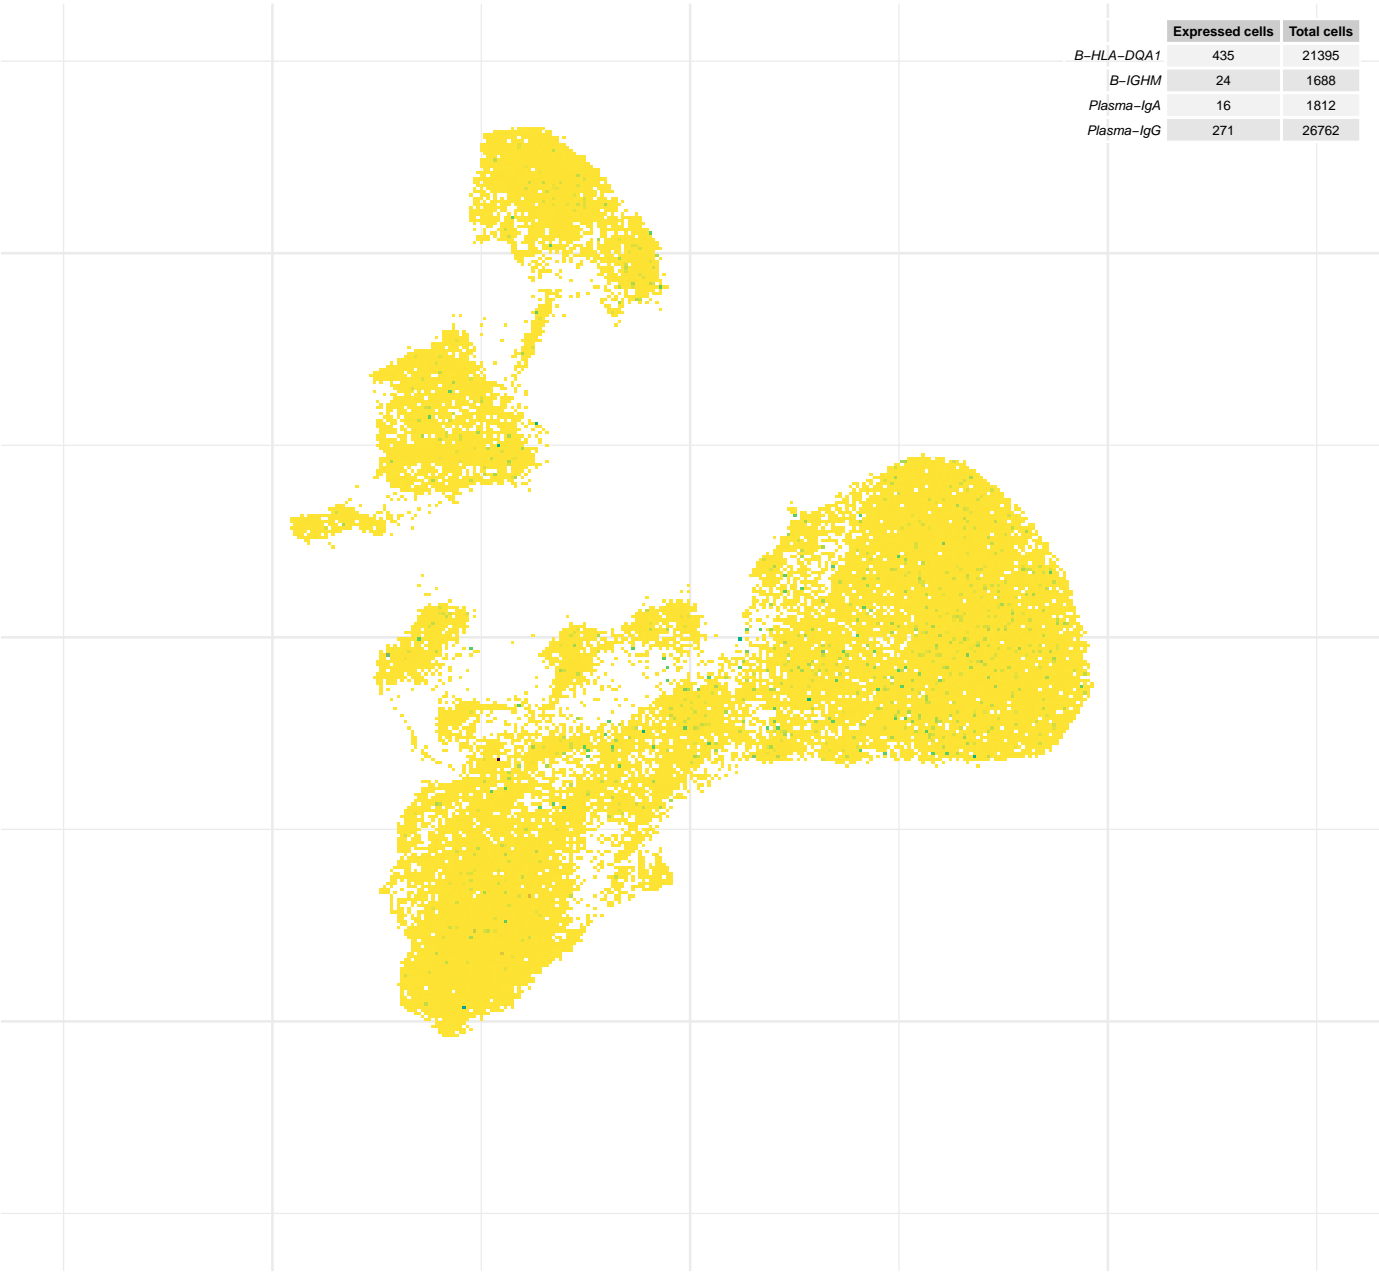 Expressed cells Total cells
B−HLA−DQA1 435 21395
B−IGHM 24 1688
Plasma−IgA 16 1812
Plasma−IgG 271 26762